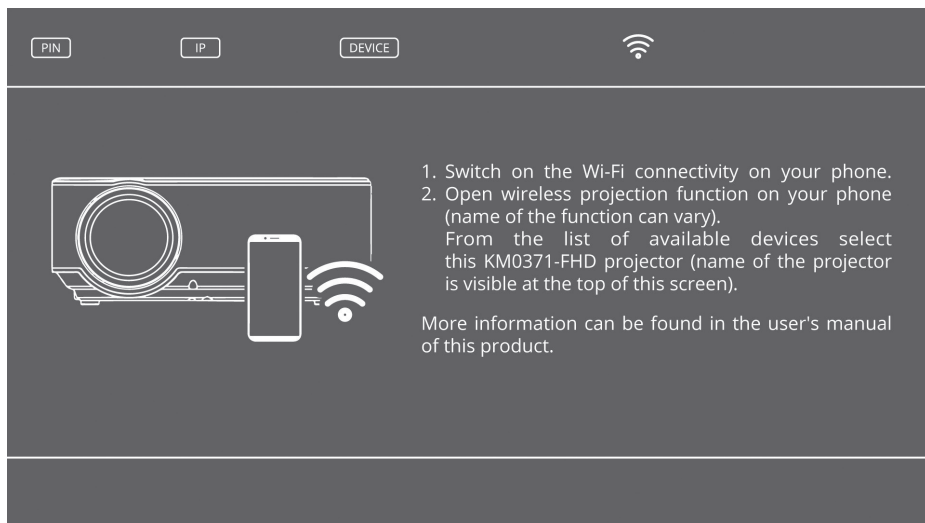 PIN IP DEVICE
1. Switch on the Wi-Fi connectivity on your phone.
2. Open wireless projection function on your phone
(name of the function can vary).
From the list of available devices select
this KM0371-FHD projector (name of the projector
is visible at the top of this screen).
More information can be found in the user's manual
of this product.